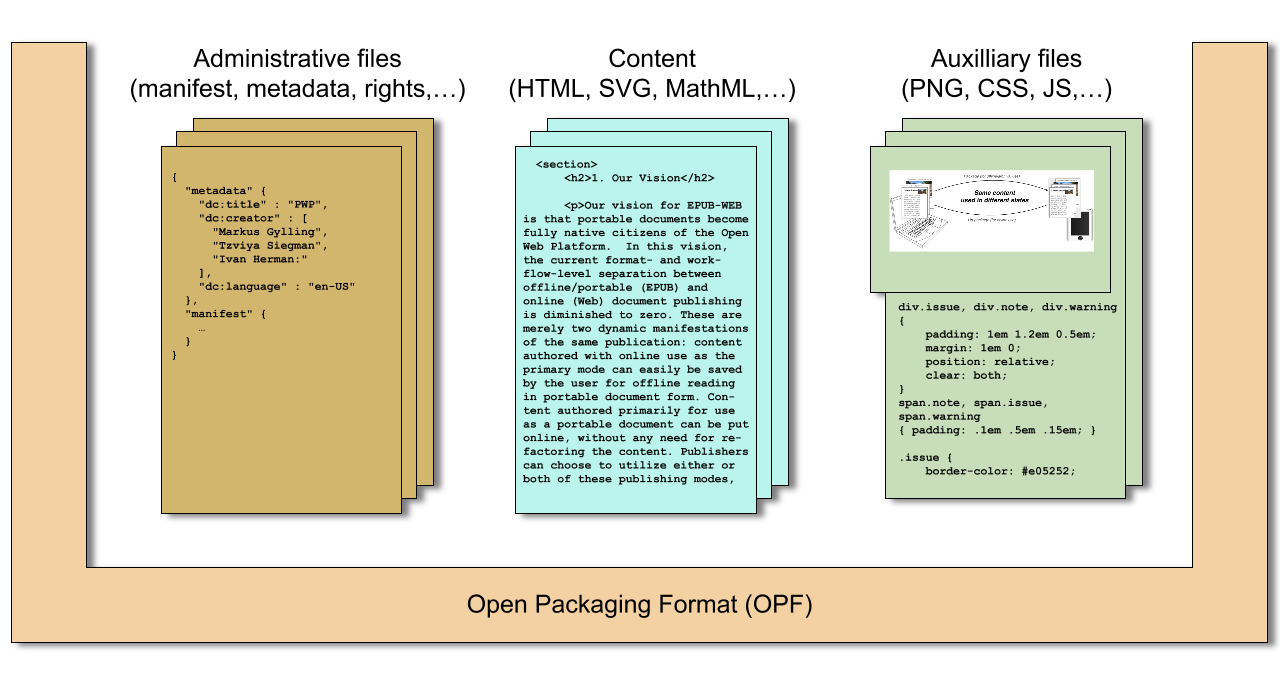 Administrative files
(manifest, metadata, rights,…)
Content
(HTML, SVG, MathML,…)
Auxilliary files
(PNG, CSS, JS,…)
{
"metadata" {
"dc:title" : "PWP",
"dc:creator" : [
"Markus Gylling",
"Tzviya Siegman",
"Ivan Herman:"
],
"dc:language" : "en-US"
},
"manifest" {
…
}
}
<section>
<h2>1. Our Vision</h2>
<p>Our vision for EPUB-WEB
is that portable documents become
fully native citizens of the Open
Web Platform.  In this vision,
the current format- and work-
flow-level separation between
offline/portable (EPUB) and
online (Web) document publishing
is diminished to zero. These are
merely two dynamic manifestations
of the same publication: content
authored with online use as the
primary mode can easily be saved
by the user for offline reading
in portable document form. Con-
tent authored primarily for use
as a portable document can be put
online, without any need for re-
factoring the content. Publishers
can choose to utilize either or
both of these publishing modes,
Same content
used in different states
div.issue, div.note, div.warning
{
padding: 1em 1.2em 0.5em;
margin: 1em 0;
position: relative;
clear: both;
}
span.note, span.issue,
span.warning
{ padding: .1em .5em .15em; }
.issue {
border-color: #e05252;
Open Packaging Format (OPF)